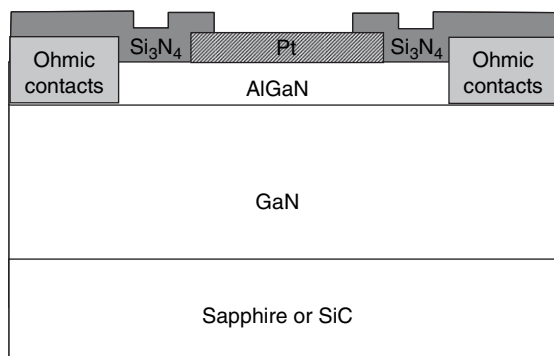 Si₃N₄
Pt
Si₃N₄
Ohmic
contacts
Ohmic
contacts
AlGaN
GaN
Sapphire or SiC